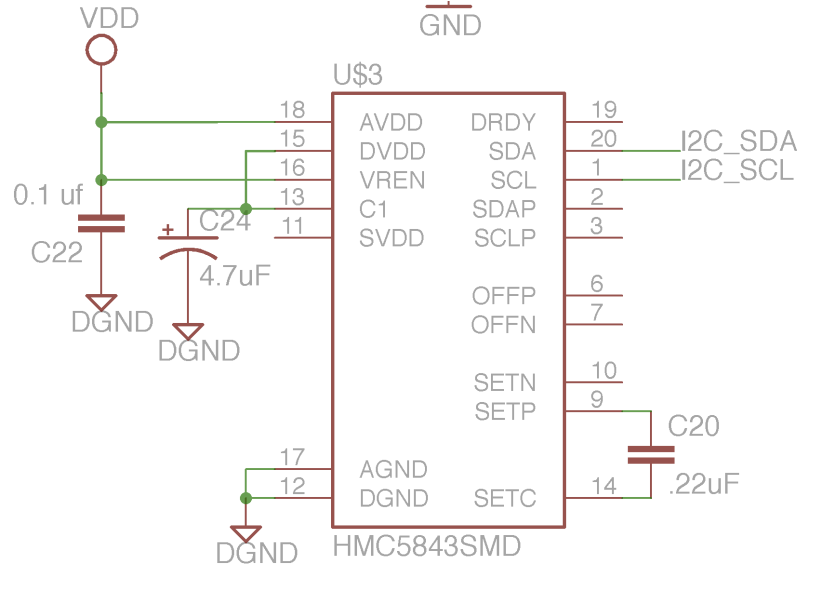 VDD
GND
U$3
18 AVDD DRDY 19
15 DVDD SDA 20 I2C_SDA
16 VREN SCL 1 I2C_SCL
0.1 uf
13 C1 SDAP 2
C24
+
11 SVDD SCLP 3
C22
4.7uF
DGND
DGND
OFFP 6
OFFN 7
SETN 10
SETP 9
C20
17 AGND
.22uF
12 DGND SETC 14
DGND
HMC5843SMD